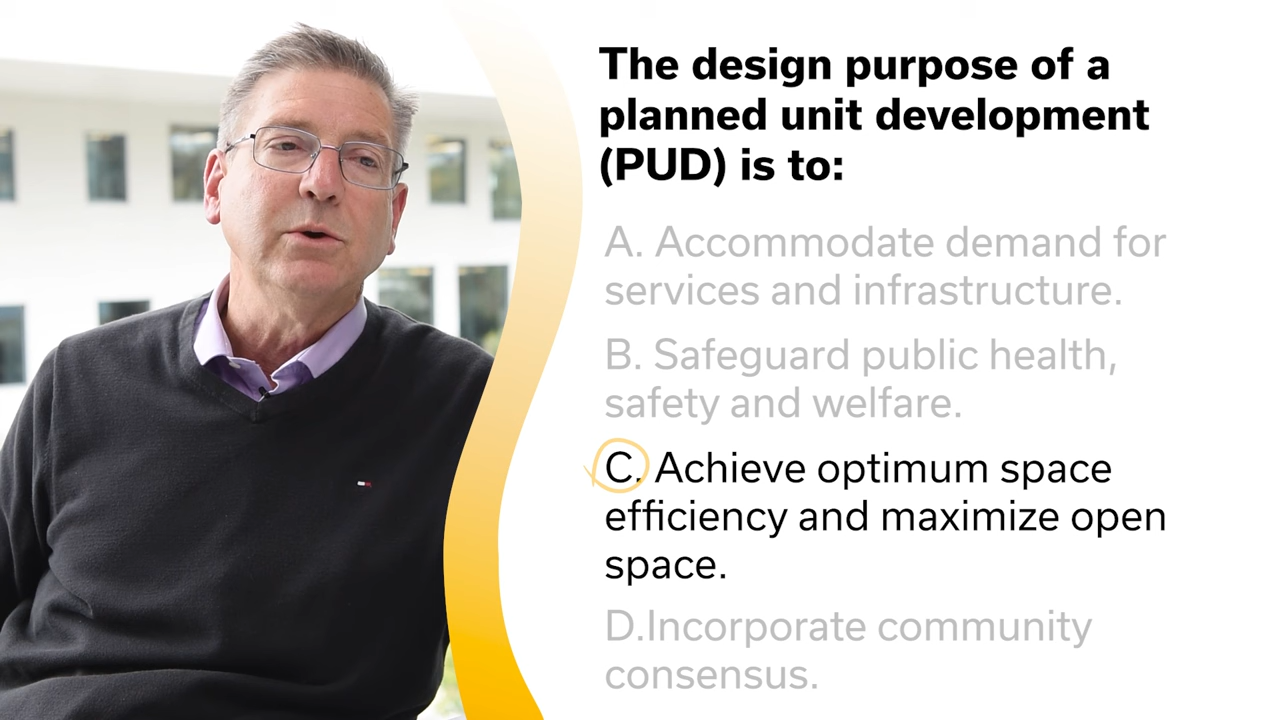 The design purpose of a
planned unit development
(PUD) is to:
A. Accommodate demand for
services and infrastructure.
B. Safeguard public health,
safety and welfare.
C. Achieve optimum space
efficiency and maximize open
space.
D.Incorporate community
consensus.